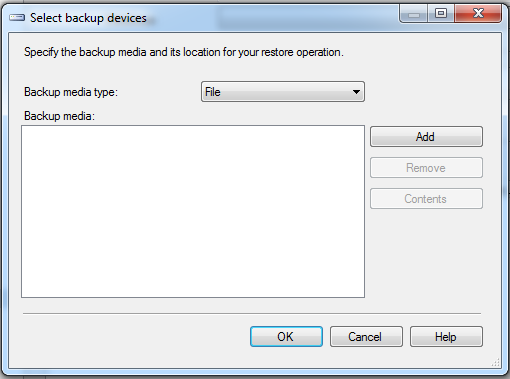 Select backup devices
Specify the backup media and its location for your restore operation.
Backup media type:
File
Backup media:
Add
Remove
Contents
OK
Cancel
Help